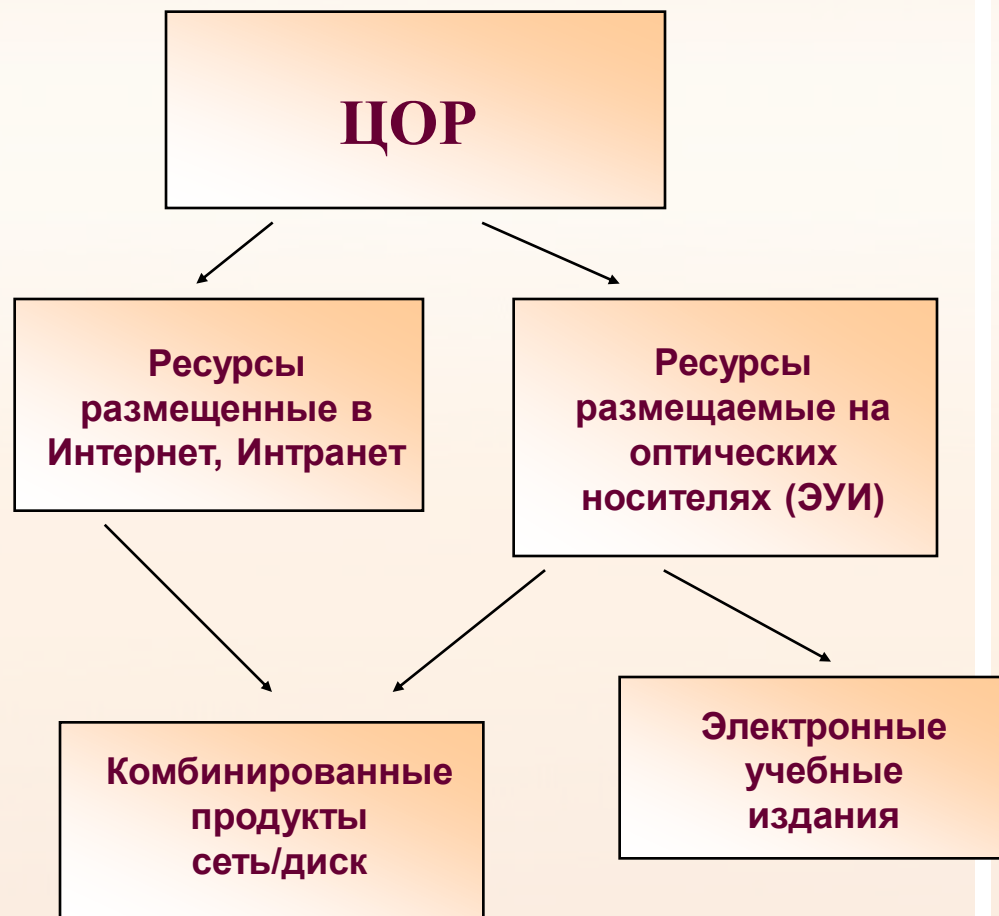 ЦОР
Ресурсы
размещенные в
Интернет, Интранет
Ресурсы
размещаемые на
оптических
носителях (ЭУИ)
Комбинированные
продукты
сеть/диск
Электронные
учебные
издания